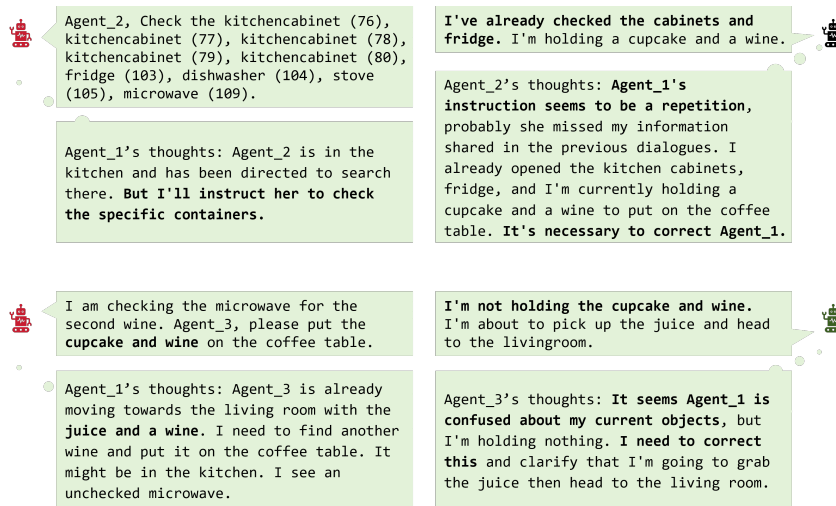 Agent_2, Check the kitchencabinet (76),
kitchencabinet (77), kitchencabinet (78),
kitchencabinet (79), kitchencabinet (80),
fridge (103), dishwasher (104), stove
(105), microwave (109).
Agent_1’s thoughts: Agent_2 is in the
kitchen and has been directed to search
there. But I'll instruct her to check
the specific containers.
I've already checked the cabinets and
fridge. I'm holding a cupcake and a wine.
Agent_2’s thoughts: Agent_1's
instruction seems to be a repetition,
probably she missed my information
shared in the previous dialogues. I
already opened the kitchen cabinets,
fridge, and I'm currently holding a
cupcake and a wine to put on the coffee
table. It's necessary to correct Agent_1.
I am checking the microwave for the
second wine. Agent_3, please put the
cupcake and wine on the coffee table.
Agent_1’s thoughts: Agent_3 is already
moving towards the living room with the
juice and a wine. I need to find another
wine and put it on the coffee table. It
might be in the kitchen. I see an
unchecked microwave.
I'm not holding the cupcake and wine.
I'm about to pick up the juice and head
to the livingroom.
Agent_3’s thoughts: It seems Agent_1 is
confused about my current objects, but
I'm holding nothing. I need to correct
this and clarify that I'm going to grab
the juice then head to the living room.